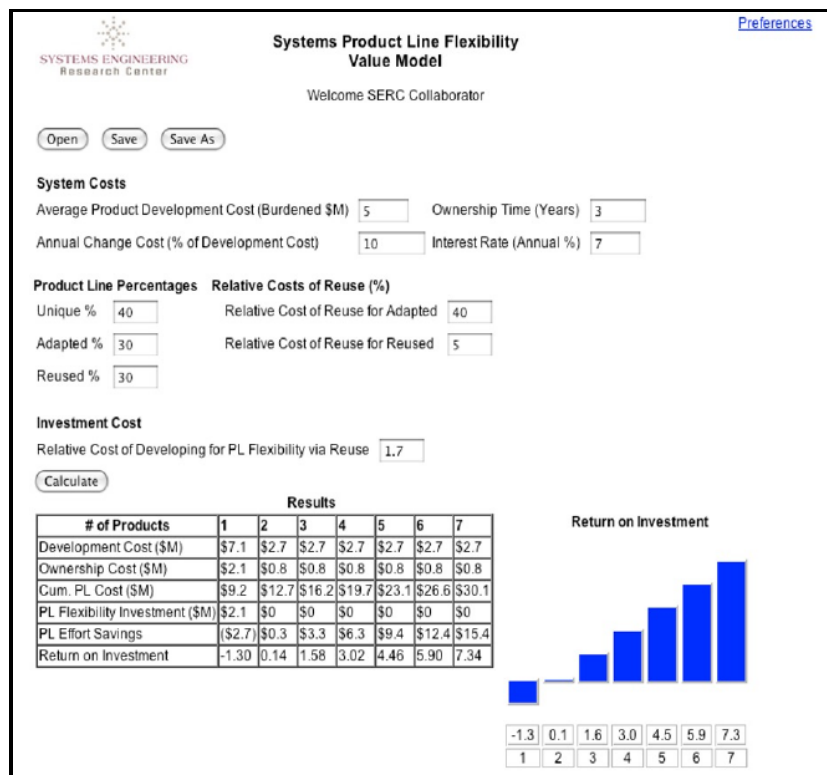 Preferences
SYSTEMS ENGINEERING
Research Center
Systems Product Line Flexibility
Value Model
Welcome SERC Collaborator
Open Save Save As
System Costs
Average Product Development Cost (Burdened $M) 5 Ownership Time (Years) 3
Annual Change Cost (% of Development Cost) 10 Interest Rate (Annual %) 7
Product Line Percentages Relative Costs of Reuse (%)
Unique % 40 Relative Cost of Reuse for Adapted 40
Adapted % 30 Relative Cost of Reuse for Reused 5
Reused % 30
Investment Cost
Relative Cost of Developing for PL Flexibility via Reuse 1.7
Calculate
Results
# of Products 1 2 3 4 5 6 7
Development Cost ($M) $7.1 $2.7 $2.7 $2.7 $2.7 $2.7 $2.7
Ownership Cost ($M) $2.1 $0.8 $0.8 $0.8 $0.8 $0.8 $0.8
Cum. PL Cost ($M) $9.2 $12.7 $16.2 $19.7 $23.1 $26.6 $30.1
PL Flexibility Investment ($M) $2.1 $0 $0 $0 $0 $0 $0
PL Effort Savings ($2.7) $0.3 $3.3 $6.3 $9.4 $12.4 $15.4
Return on Investment -1.30 0.14 1.58 3.02 4.46 5.90 7.34
Return on Investment
-1.3 0.1 1.6 3.0 4.5 5.9 7.3
1 2 3 4 5 6 7